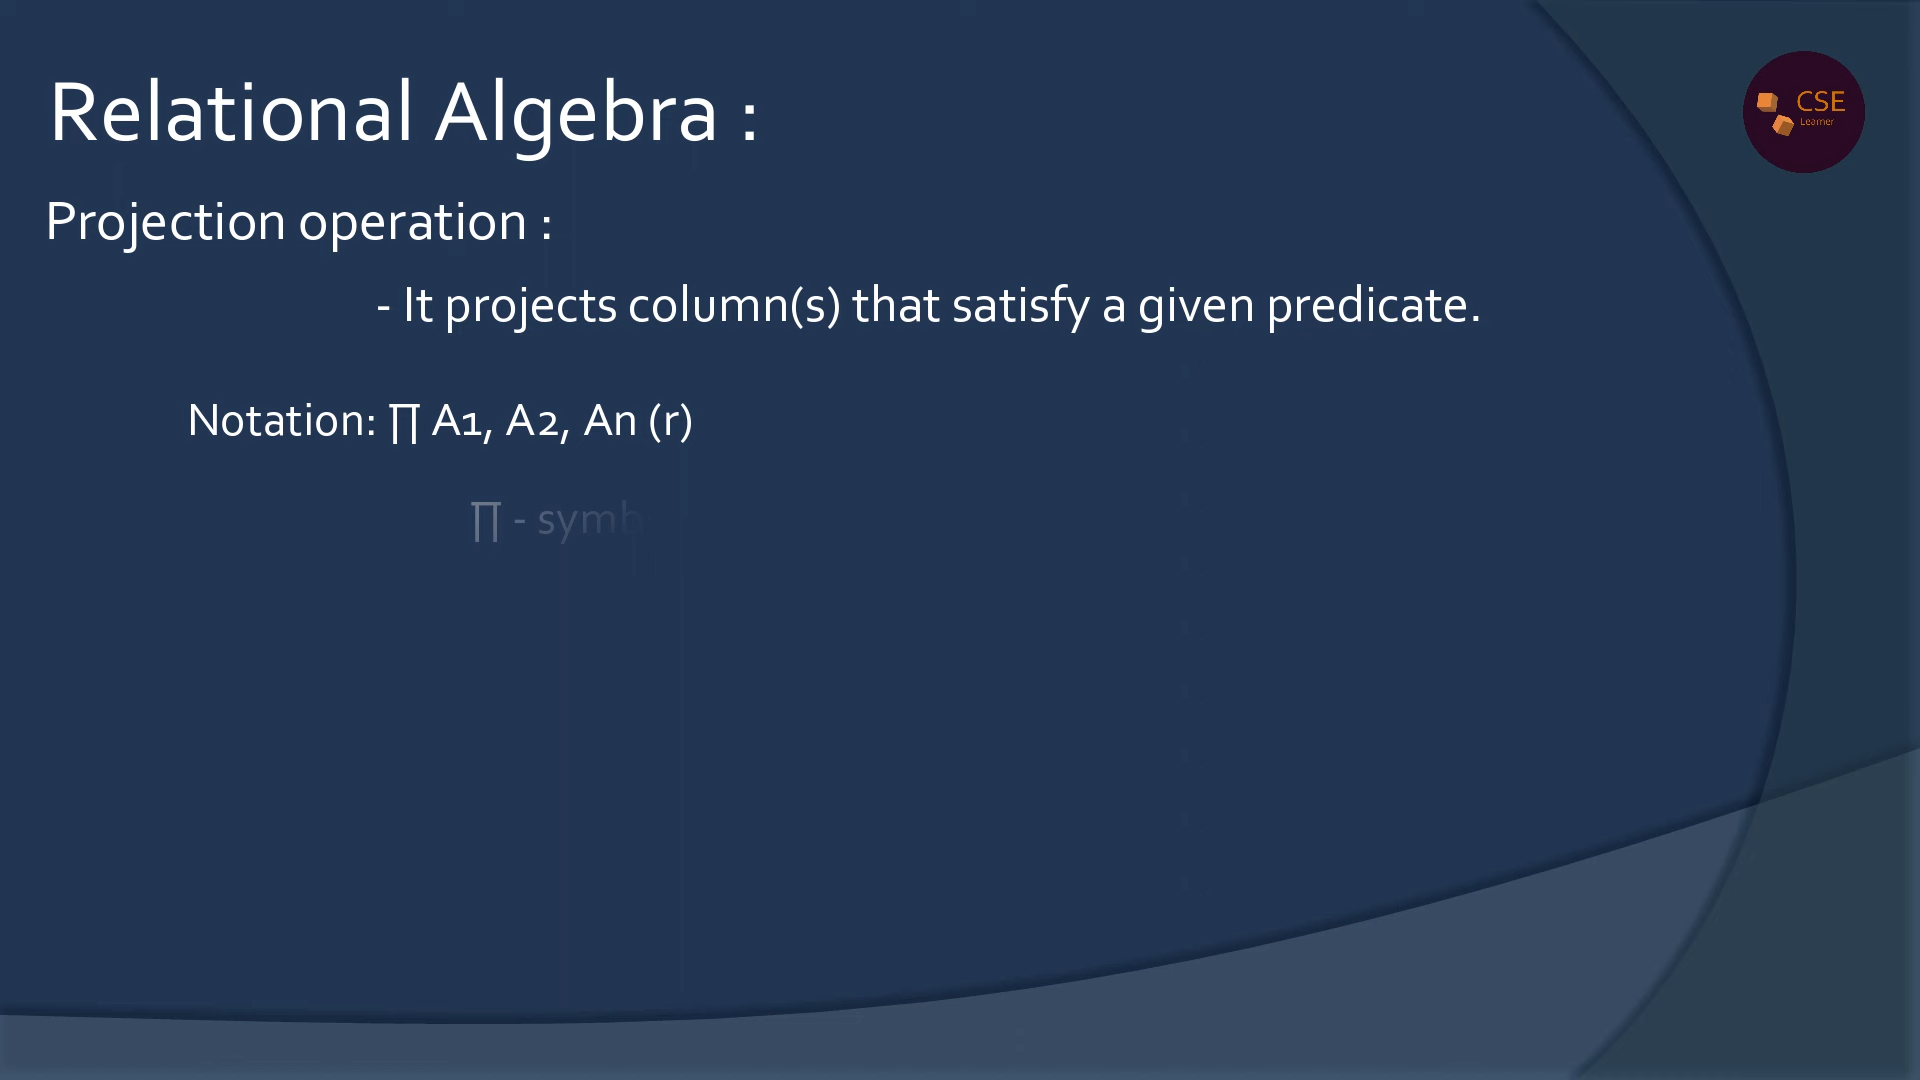 Relational Algebra :
CSE
Learner
Projection operation :
- It projects column(s) that satisfy a given predicate.
Notation: ∏ A1, A2, An (r)
∏ - symb